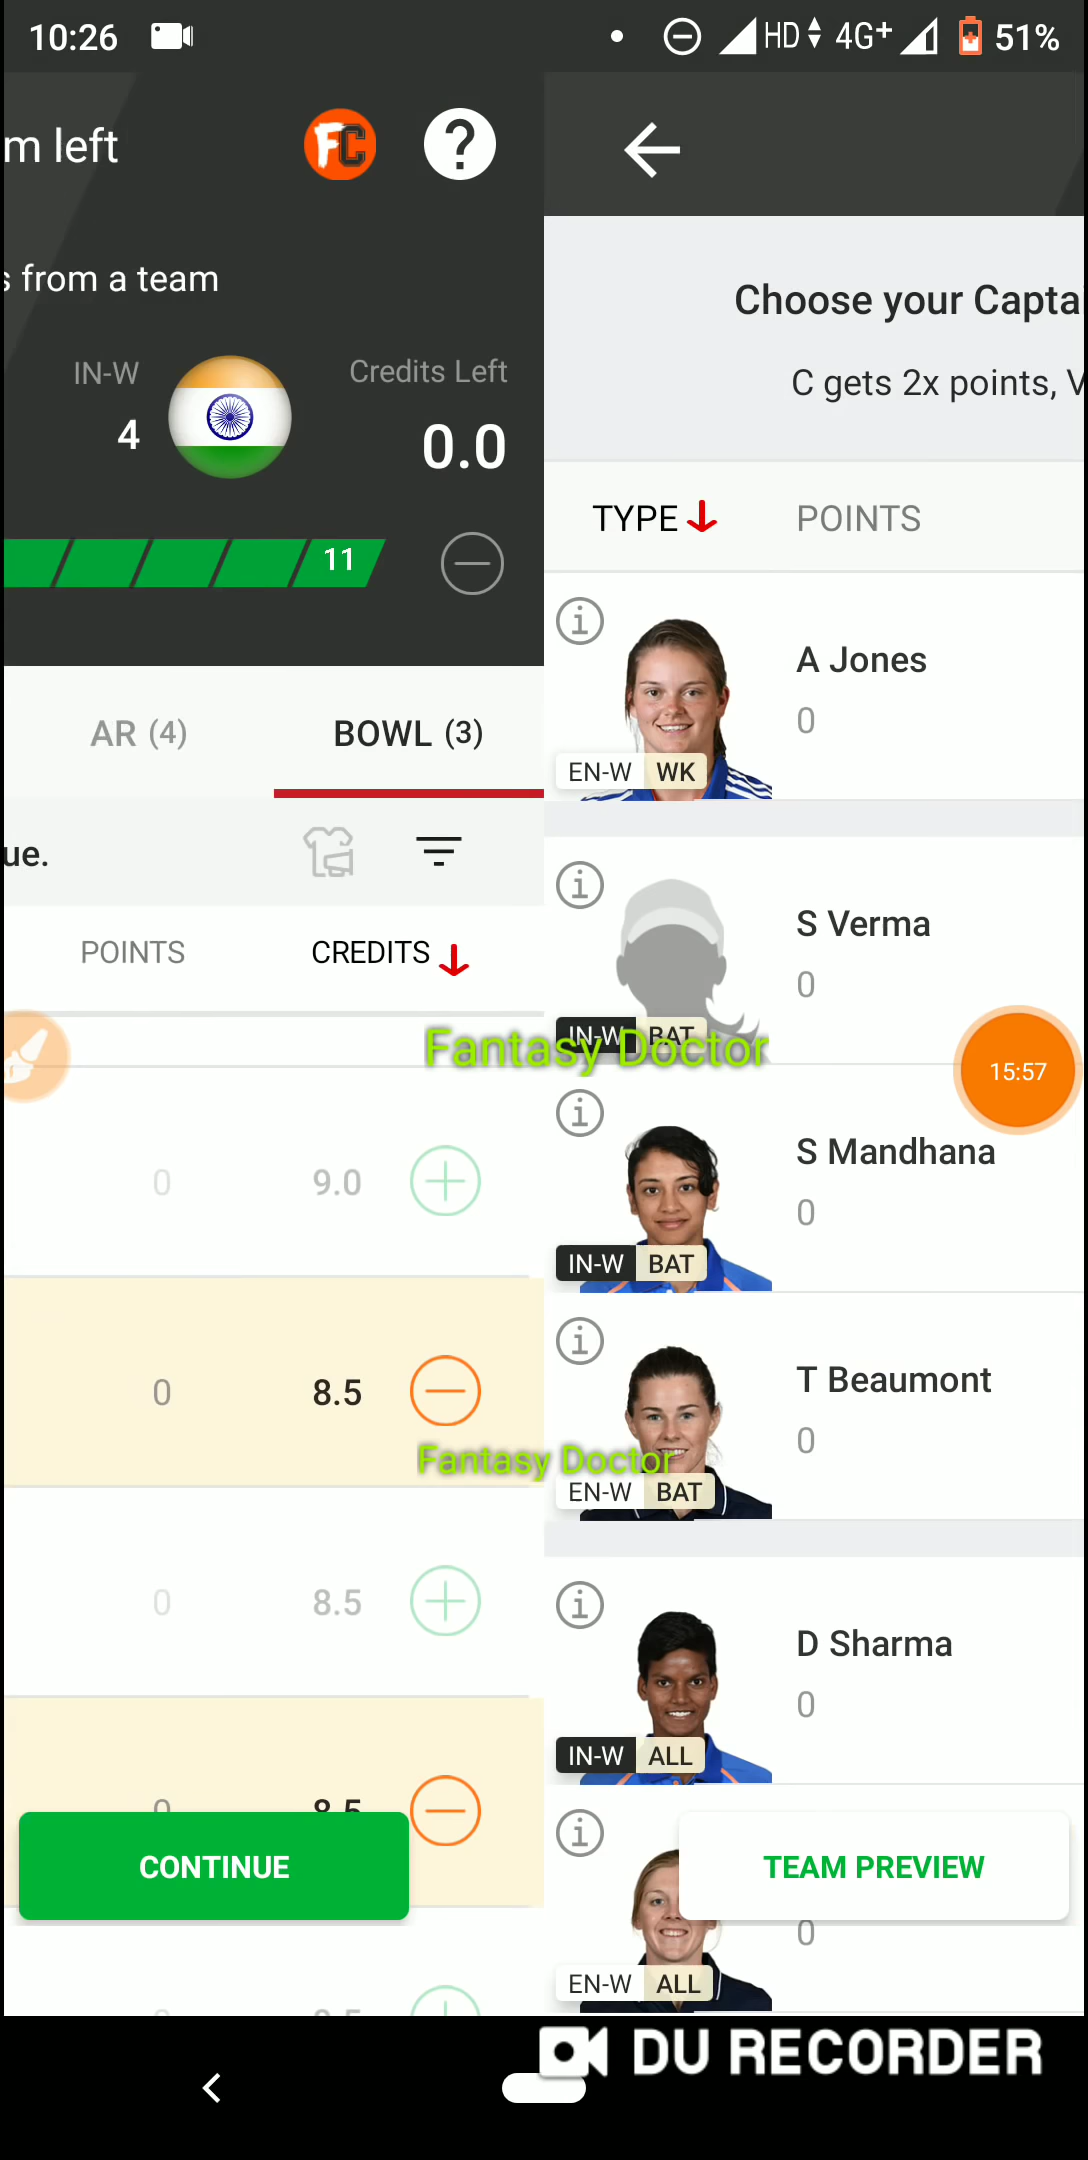 10:26
HD 4G+ 51%
m left
FC
?
s from a team
IN-W
4
Credits Left
0.0
11
AR (4)
BOWL (3)
ue.
POINTS
CREDITS
0
9.0
0
8.5
0
8.5
0
8.5
CONTINUE
Choose your Capta
C gets 2x points, V
TYPE
POINTS
A Jones
0
EN-W WK
S Verma
0
IN-W BAT
Fantasy Doctor
15:57
S Mandhana
0
IN-W BAT
T Beaumont
0
Fantasy Doctor
EN-W BAT
D Sharma
0
IN-W ALL
TEAM PREVIEW
0
EN-W ALL
DU RECORDER